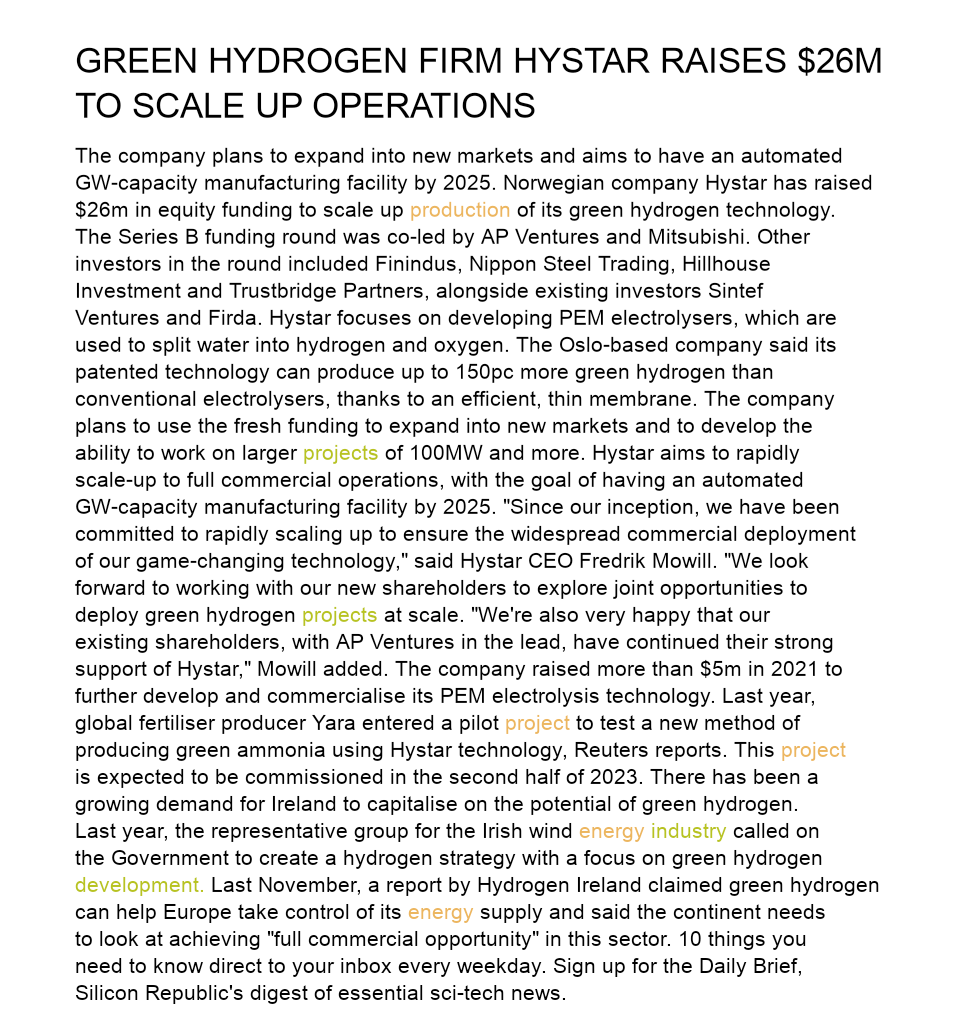 GREEN HYDROGEN FIRM HYSTAR RAISES $26M
TO SCALE UP OPERATIONS
The company plans to expand into new markets and aims to have an automated
GW-capacity manufacturing facility by 2025. Norwegian company Hystar has raised
$26m in equity funding to scale up production of its green hydrogen technology.
The Series B funding round was co-led by AP Ventures and Mitsubishi. Other
investors in the round included Finindus, Nippon Steel Trading, Hillhouse
Investment and Trustbridge Partners, alongside existing investors Sintef
Ventures and Firda. Hystar focuses on developing PEM electrolysers, which are
used to split water into hydrogen and oxygen. The Oslo-based company said its
patented technology can produce up to 150pc more green hydrogen than
conventional electrolysers, thanks to an efficient, thin membrane. The company
plans to use the fresh funding to expand into new markets and to develop the
ability to work on larger projects of 100MW and more. Hystar aims to rapidly
scale-up to full commercial operations, with the goal of having an automated
GW-capacity manufacturing facility by 2025. "Since our inception, we have been
committed to rapidly scaling up to ensure the widespread commercial deployment
of our game-changing technology," said Hystar CEO Fredrik Mowill. "We look
forward to working with our new shareholders to explore joint opportunities to
deploy green hydrogen projects at scale. "We're also very happy that our
existing shareholders, with AP Ventures in the lead, have continued their strong
support of Hystar," Mowill added. The company raised more than $5m in 2021 to
further develop and commercialise its PEM electrolysis technology. Last year,
global fertiliser producer Yara entered a pilot project to test a new method of
producing green ammonia using Hystar technology, Reuters reports. This project
is expected to be commissioned in the second half of 2023. There has been a
growing demand for Ireland to capitalise on the potential of green hydrogen.
Last year, the representative group for the Irish wind energy industry called on
the Government to create a hydrogen strategy with a focus on green hydrogen
development. Last November, a report by Hydrogen Ireland claimed green hydrogen
can help Europe take control of its energy supply and said the continent needs
to look at achieving "full commercial opportunity" in this sector. 10 things you
need to know direct to your inbox every weekday. Sign up for the Daily Brief,
Silicon Republic's digest of essential sci-tech news.